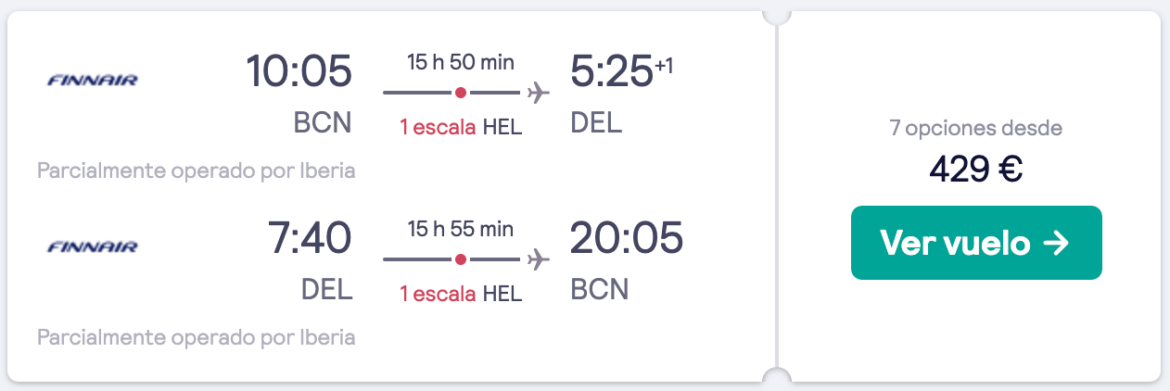 FINNAIR
10:05
15 h 50 min
5:25+1
BCN
1 escala HEL
DEL
Parcialmente operado por Iberia
FINNAIR
7:40
15 h 55 min
20:05
DEL
1 escala HEL
BCN
Parcialmente operado por Iberia
7 opciones desde
429 €
Ver vuelo →